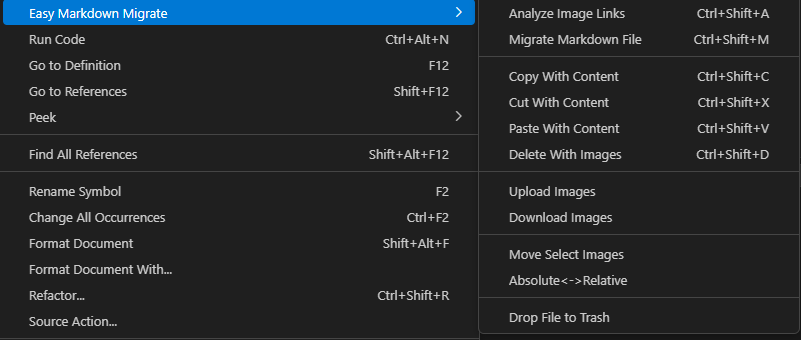 Easy Markdown Migrate
Run Code Ctrl+Alt+N
Go to Definition F12
Go to References Shift+F12
Peek
Find All References Shift+Alt+F12
Rename Symbol F2
Change All Occurrences Ctrl+F2
Format Document Shift+Alt+F
Format Document With...
Refactor... Ctrl+Shift+R
Source Action...
Analyze Image Links Ctrl+Shift+A
Migrate Markdown File Ctrl+Shift+M
Copy With Content Ctrl+Shift+C
Cut With Content Ctrl+Shift+X
Paste With Content Ctrl+Shift+V
Delete With Images Ctrl+Shift+D
Upload Images
Download Images
Move Select Images
Absolute<->Relative
Drop File to Trash